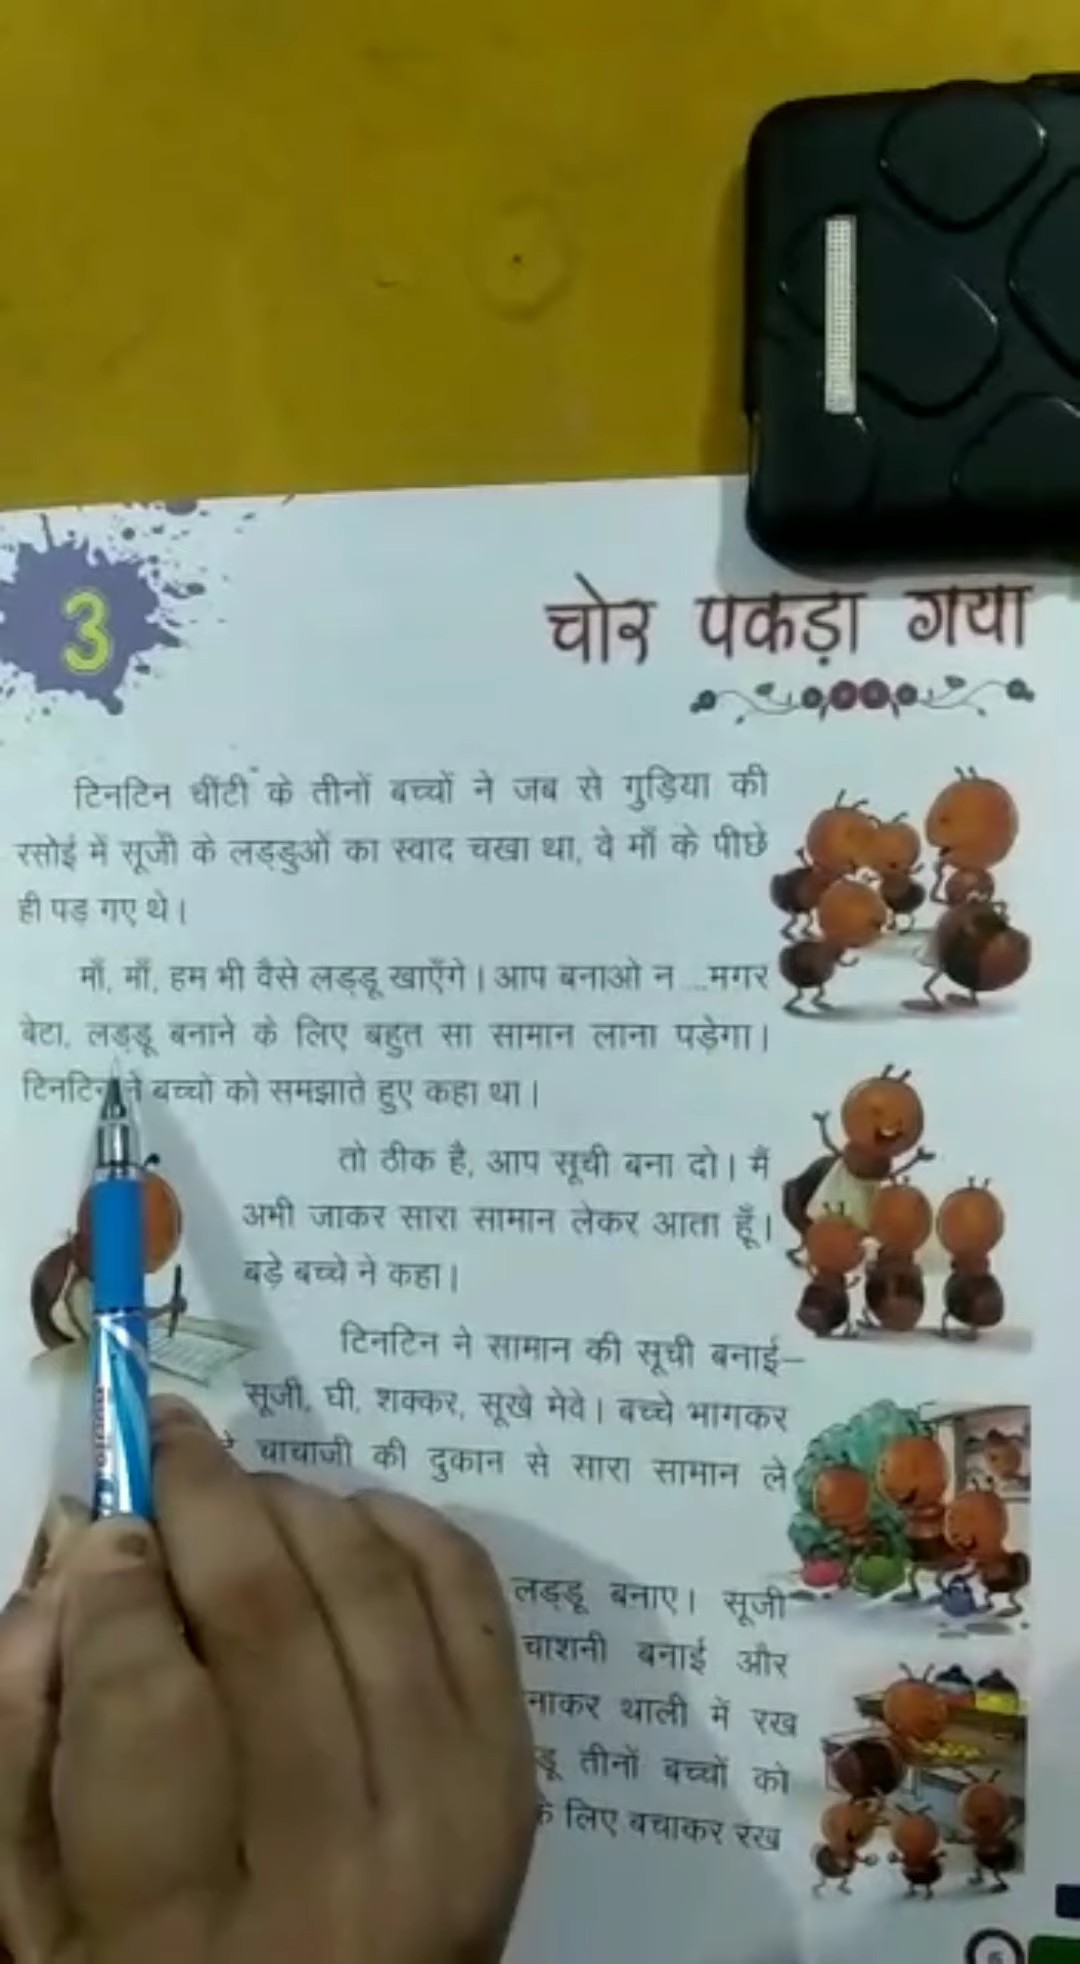 3
चोर पकड़ा गया
टिनटिन चींटी के तीनों बच्चों ने जब से गुड़िया की
रसोई में सूजी के लड्डुओं का स्वाद चखा था, वे माँ के पीछे
ही पड़ गए थे।
माँ, माँ, हम भी वैसे लड्डू खाएँगे। आप बनाओ न ...मगर
बेटा, लड्डू बनाने के लिए बहुत सा सामान लाना पड़ेगा।
टिनटिन ने बच्चों को समझाते हुए कहा था।
तो ठीक है, आप सूची बना दो। मैं
अभी जाकर सारा सामान लेकर आता हूँ।
बड़े बच्चे ने कहा।
टिनटिन ने सामान की सूची बनाई–
सूजी, घी, शक्कर, सूखे मेवे। बच्चे भागकर
चाचाजी की दुकान से सारा सामान ले
लड्डू बनाए। सूजी
चाशनी बनाई और
थाली में रख
तीनों बच्चों को
के लिए बचाकर रख